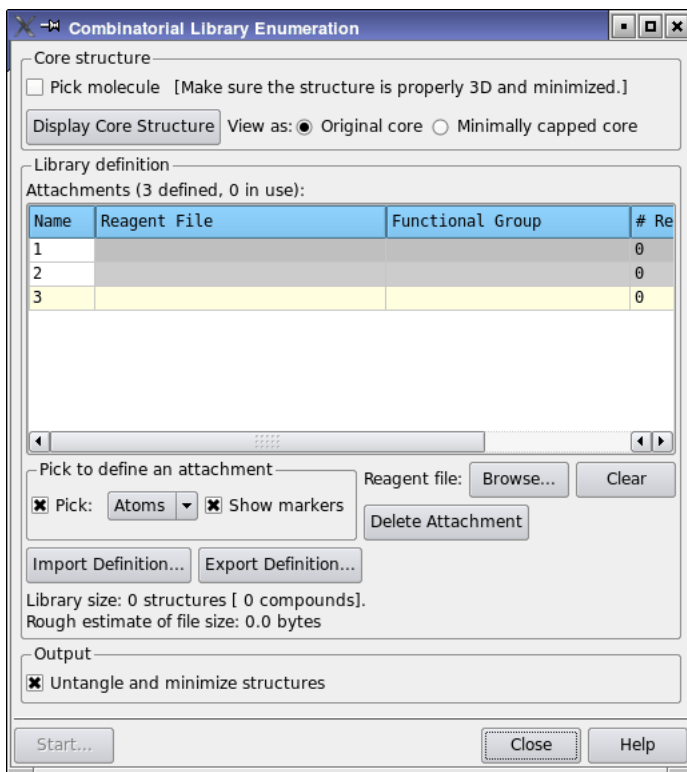 Combinatorial Library Enumeration
Core structure
Pick molecule [Make sure the structure is properly 3D and minimized.]
Display Core Structure View as: Original core Minimally capped core
Library definition
Attachments (3 defined, 0 in use):
Name Reagent File Functional Group # Re
1 0
2 0
3 0
Pick to define an attachment
Reagent file: Browse... Clear
Pick: Atoms Show markers
Delete Attachment
Import Definition... Export Definition...
Library size: 0 structures [ 0 compounds].
Rough estimate of file size: 0.0 bytes
Output
Untangle and minimize structures
Start... Close Help